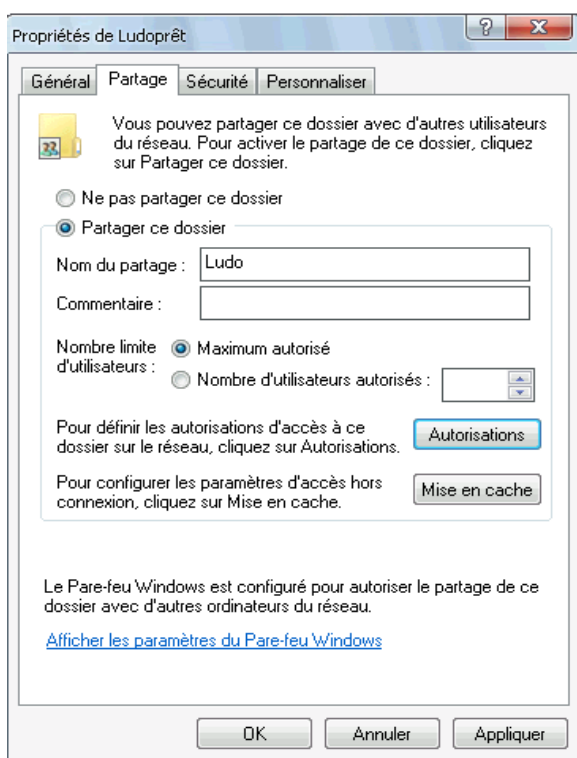 Propriétés de Ludoprêt
?
X
Général Partage Sécurité Personnaliser
Vous pouvez partager ce dossier avec d'autres utilisateurs
du réseau. Pour activer le partage de ce dossier, cliquez
sur Partager ce dossier.
Ne pas partager ce dossier
Partager ce dossier
Nom du partage : Ludo
Commentaire :
Nombre limite
d'utilisateurs :
Maximum autorisé
Nombre d'utilisateurs autorisés :
Pour définir les autorisations d'accès à ce
dossier sur le réseau, cliquez sur Autorisations.
Autorisations
Pour configurer les paramètres d'accès hors
connexion, cliquez sur Mise en cache.
Mise en cache
Le Pare-feu Windows est configuré pour autoriser le partage de ce
dossier avec d'autres ordinateurs du réseau.
Afficher les paramètres du Pare-feu Windows
OK Annuler Appliquer